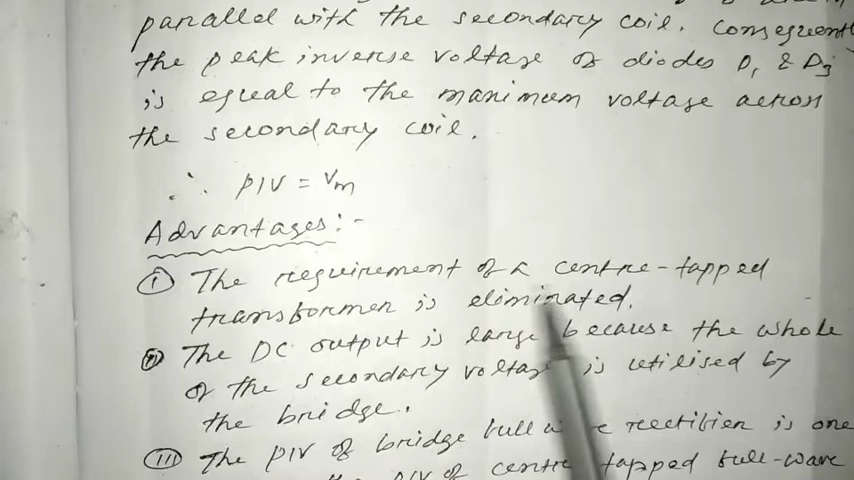 parallel with the secondary coil. Consequently
the peak inverse voltage of diodes D1 & D3
is equal to the maximum voltage across
the secondary coil.
∴ PIV = Vm
Advantages:-
(i) The requirement of a centre-tapped
transformer is eliminated.
(ii) The DC output is large because the whole
of the secondary voltage is utilised by
the bridge.
(iii) The PIV of bridge full rectifier is one
PIV of centre tapped full-wave